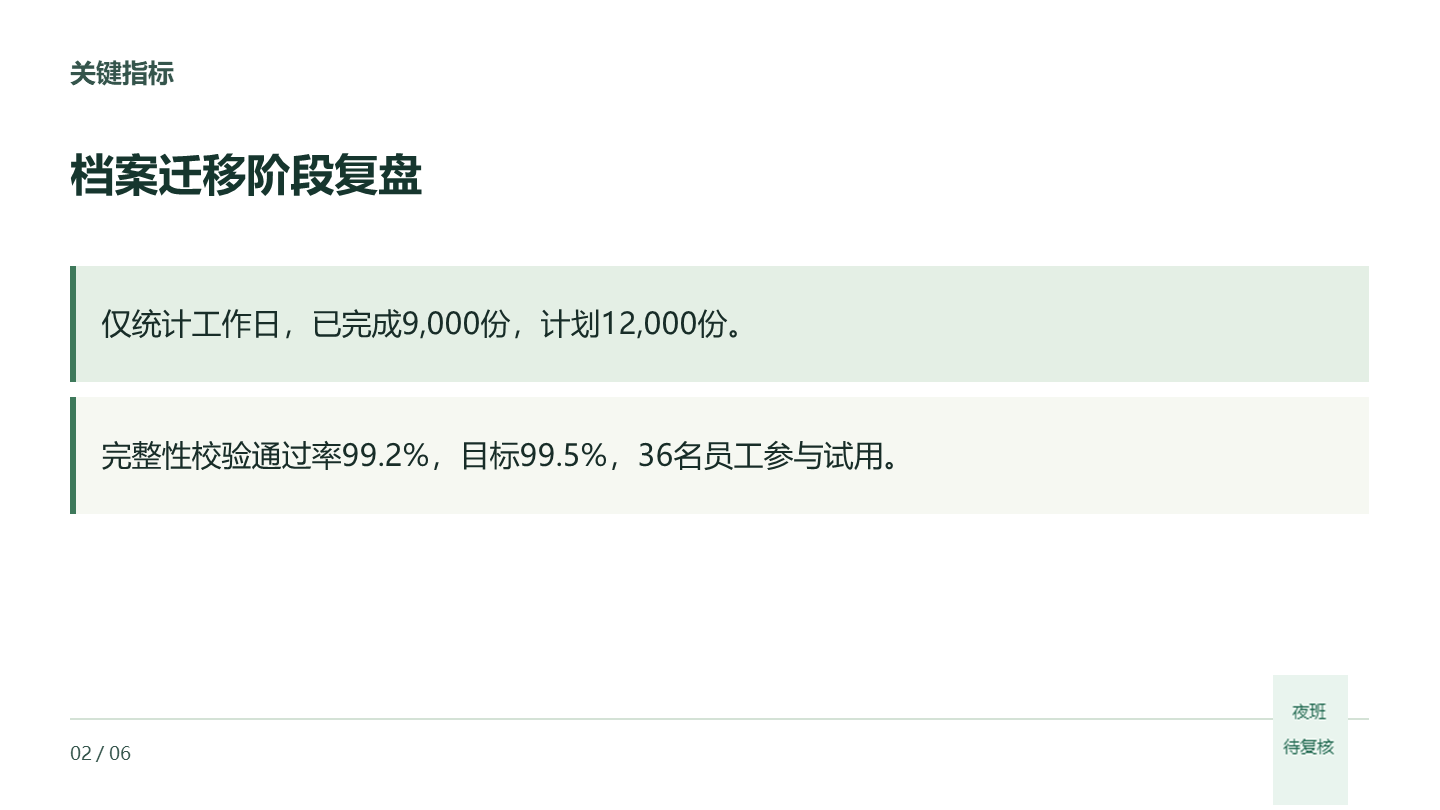 关键指标
档案迁移阶段复盘
仅统计工作日，已完成9,000份，计划12,000份。
完整性校验通过率99.2%，目标99.5%，36名员工参与试用。
夜班
待复核
02 / 06